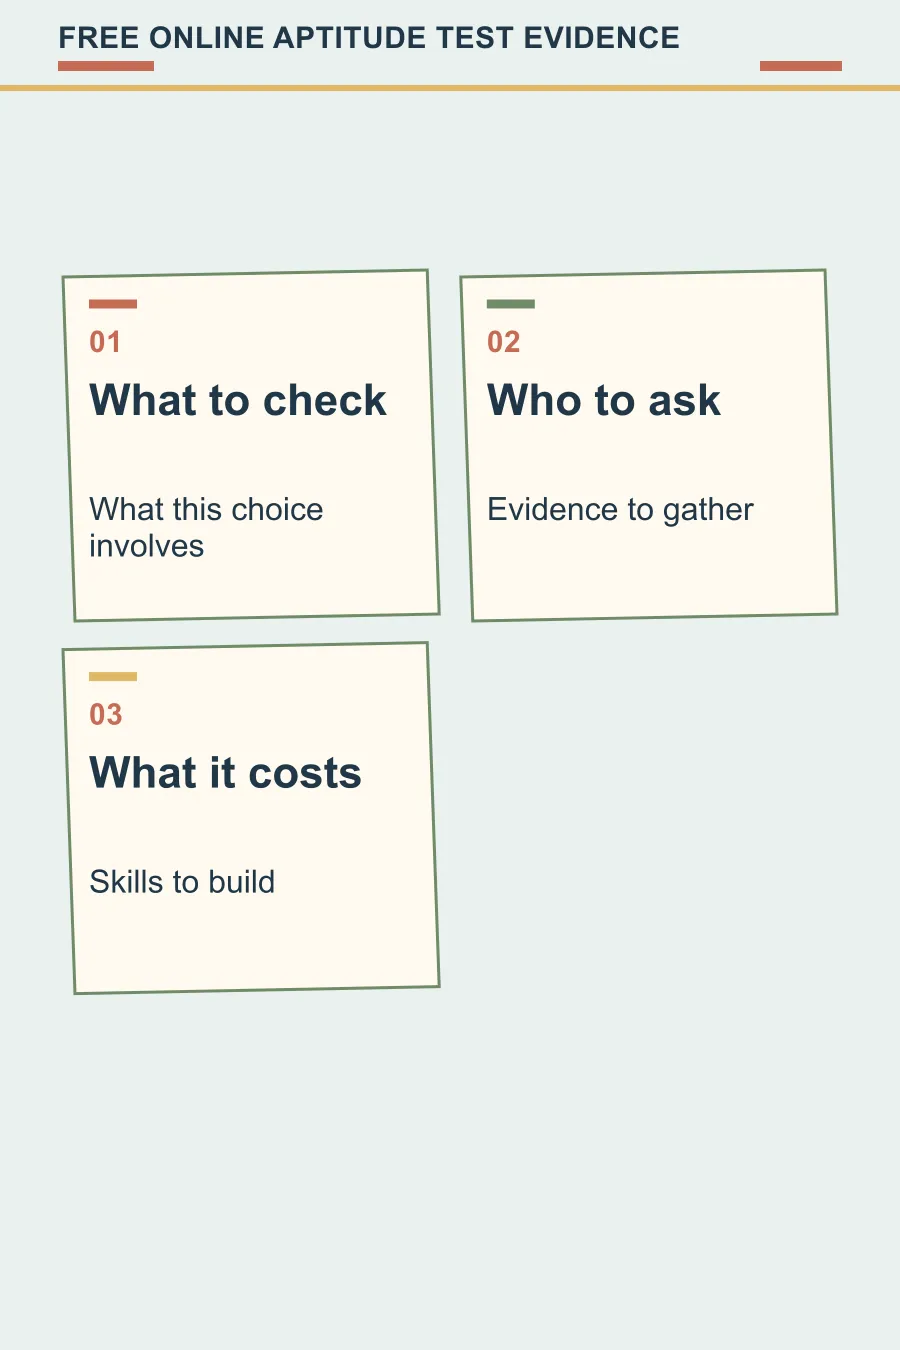 FREE ONLINE APTITUDE TEST EVIDENCE
01
What to check
What this choice
involves
02
Who to ask
Evidence to gather
03
What it costs
Skills to build